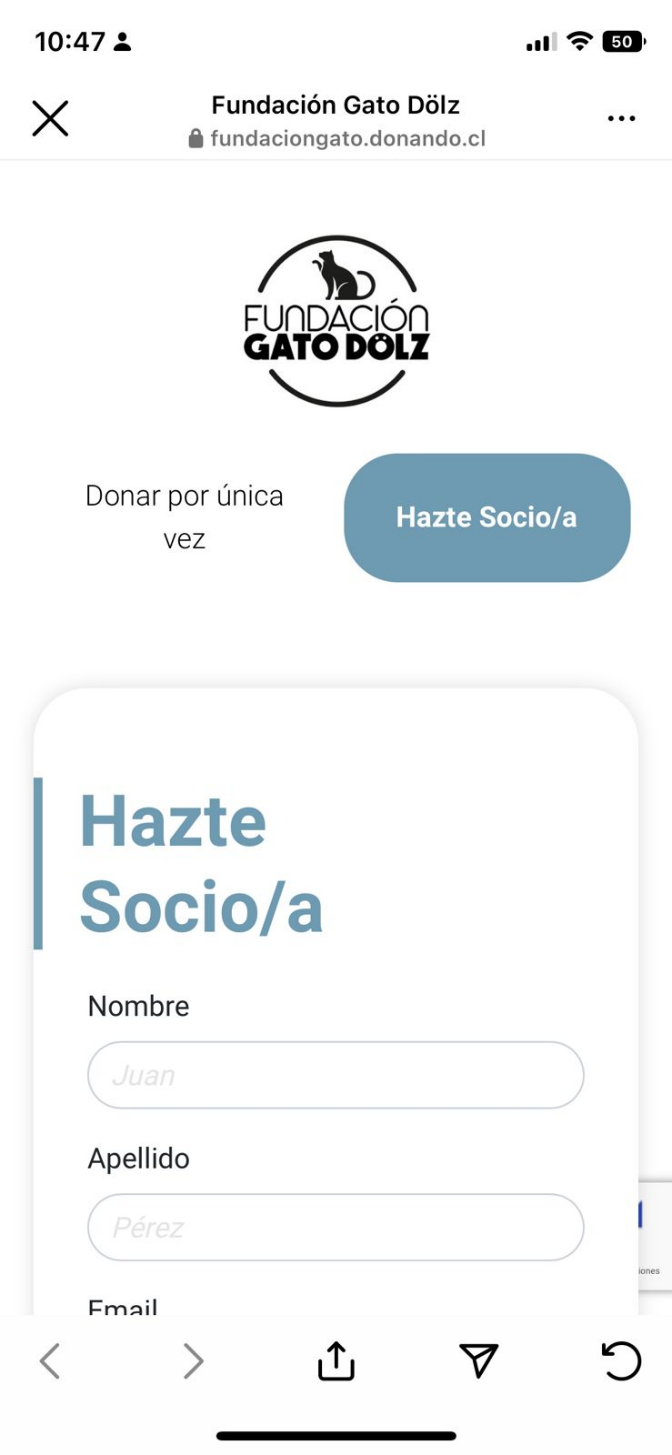 10:47
50
Fundación Gato Dölz
fundaciongato.donando.cl
FUNDACIÓN
GATO DÖLZ
Donar por única
vez
Hazte Socio/a
Hazte
Socio/a
Nombre
Juan
Apellido
Pérez
iones
Email